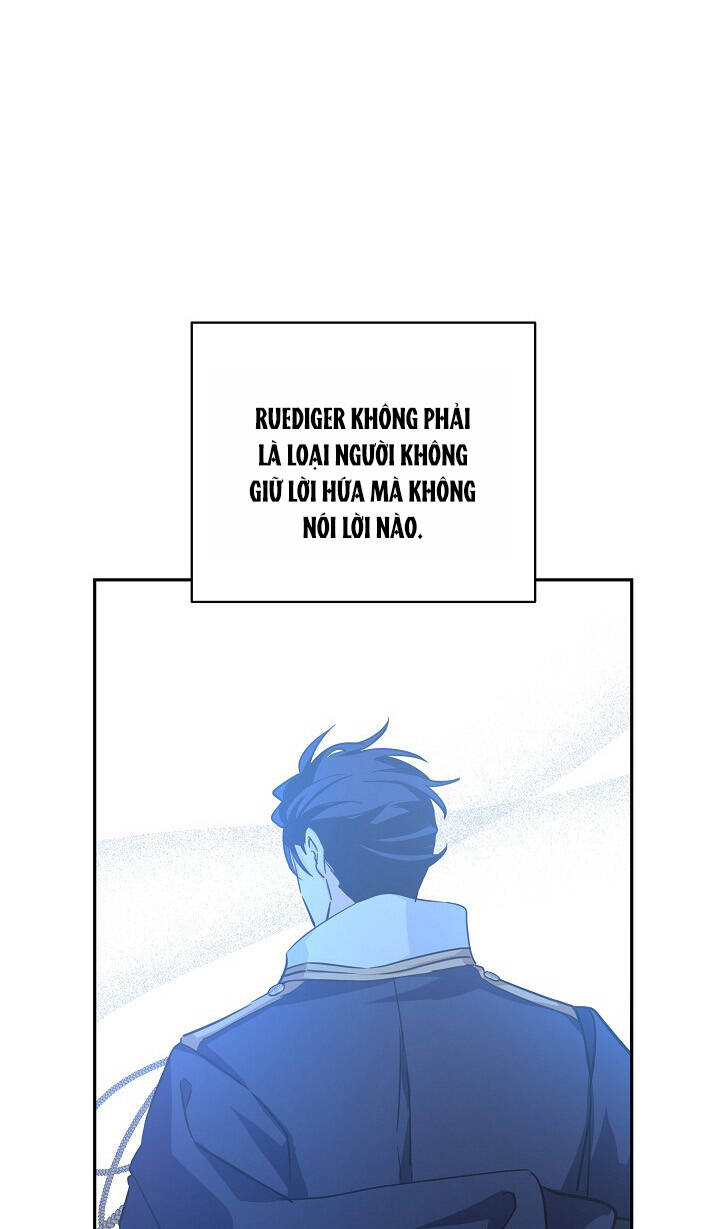 RUEDIGER KHÔNG PHẢI
LÀ LOẠI NGƯỜI KHÔNG
GIỮ LỜI HỨA MÀ KHÔNG
NÓI LỜI NÀO.